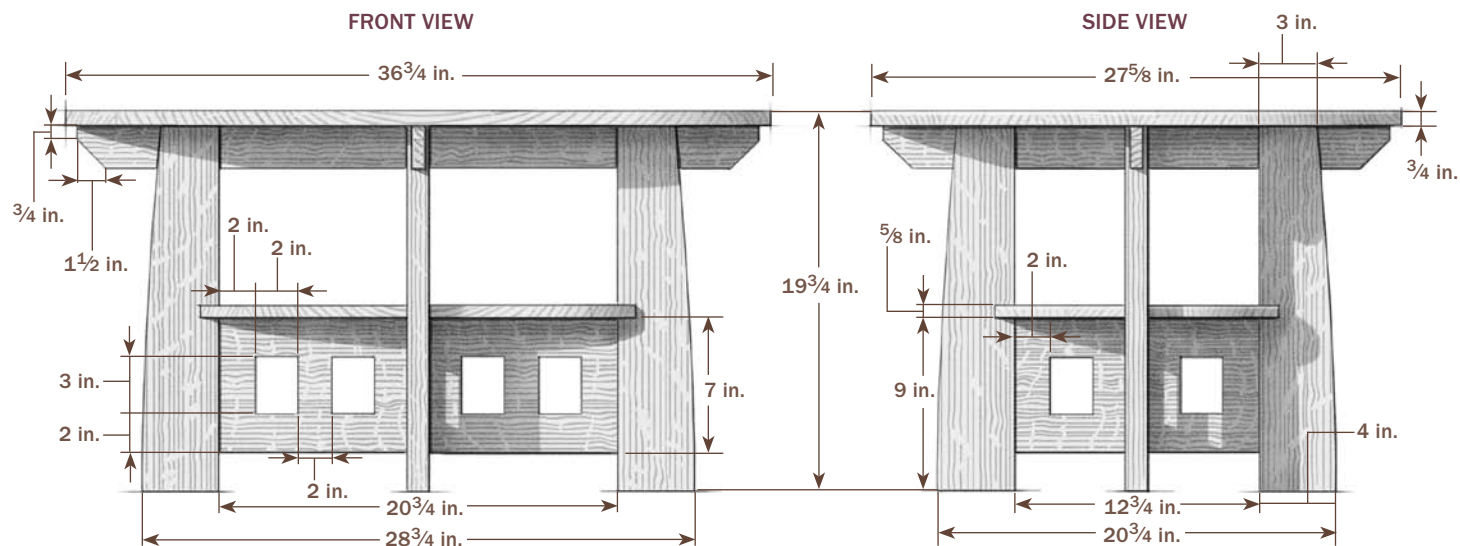 FRONT VIEW
SIDE VIEW
3 in.
36¾ in.
27⅝ in.
¾ in.
¾ in.
1½ in.
2 in.
2 in.
19¾ in.
⅝ in.
2 in.
3 in.
2 in.
7 in.
9 in.
4 in.
2 in.
20¾ in.
12¾ in.
28¾ in.
20¾ in.